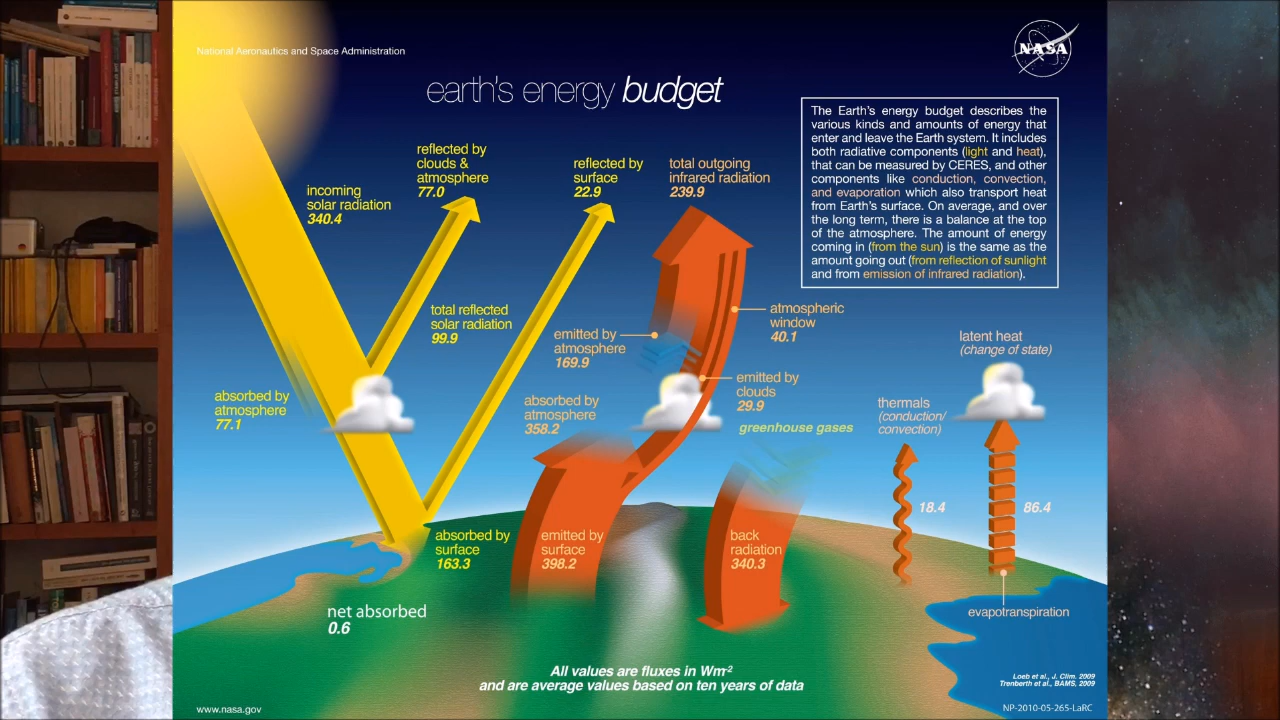 National Aeronautics and Space Administration
NASA
earth's energy budget
The Earth's energy budget describes the
various kinds and amounts of energy that
enter and leave the Earth system. It includes
both radiative components (light and heat),
that can be measured by CERES, and other
components like conduction, convection,
and evaporation which also transport heat
from Earth's surface. On average, and over
the long term, there is a balance at the top
of the atmosphere. The amount of energy
coming in (from the sun) is the same as the
amount going out (from reflection of sunlight
and from emission of infrared radiation).
reflected by
clouds &
atmosphere
77.0
reflected by
surface
22.9
total outgoing
infrared radiation
239.9
incoming
solar radiation
340.4
total reflected
solar radiation
99.9
emitted by
atmosphere
169.9
atmospheric
window
40.1
latent heat
(change of state)
absorbed by
atmosphere
77.1
absorbed by
atmosphere
358.2
emitted by
clouds
29.9
greenhouse gases
thermals
(conduction/
convection)
18.4
86.4
absorbed by
surface
163.3
emitted by
surface
398.2
back
radiation
340.3
net absorbed
0.6
evapotranspiration
All values are fluxes in Wm-2
and are average values based on ten years of data
Loeb et al., J. Clim. 2009
Trenberth et al., BAMS, 2009
www.nasa.gov
NP-2010-05-265-LaRC